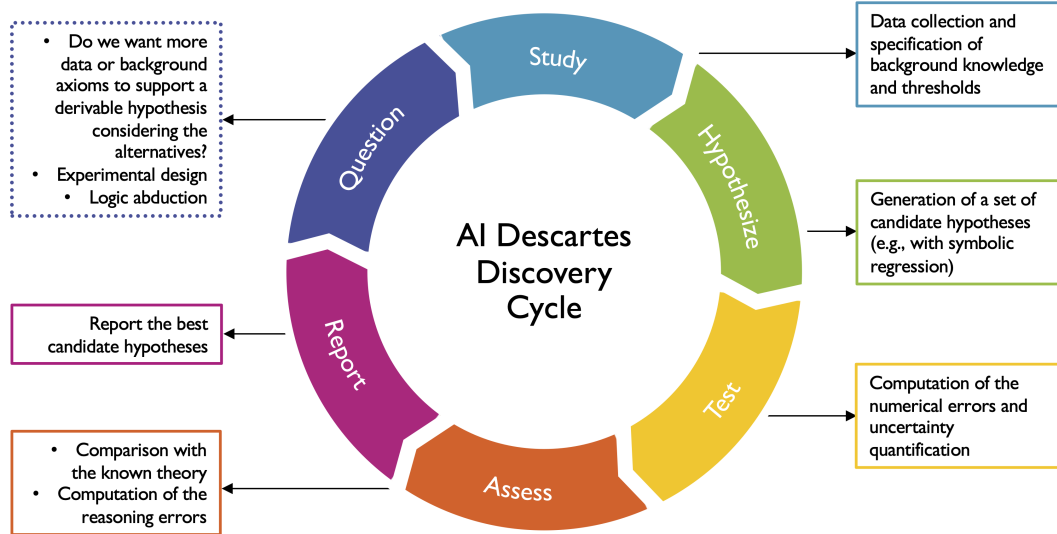 Study
Hypothesize
Test
Assess
Report
Question
AI Descartes
Discovery
Cycle
Data collection and
specification of
background knowledge
and thresholds
Generation of a set of
candidate hypotheses
(e.g., with symbolic
regression)
Computation of the
numerical errors and
uncertainty
quantification
• Comparison with
the known theory
• Computation of the
reasoning errors
Report the best
candidate hypotheses
• Do we want more
data or background
axioms to support a
derivable hypothesis
considering the
alternatives?
• Experimental design
• Logic abduction